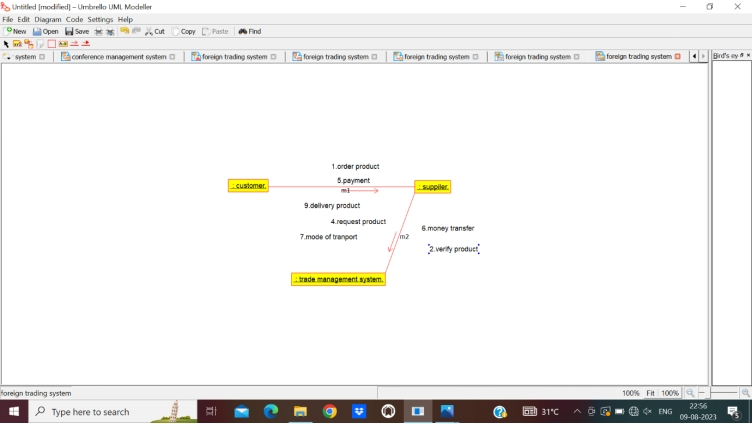 Untitled [modified] – Umbrello UML Modeller
File Edit Diagram Code Settings Help
New Open Save Cut Copy Paste Find
system conference management system foreign trading system foreign trading system foreign trading system foreign trading system foreign trading system Bird's ey
1.order product
5.payment
: customer. m1 : suppiler.
9.delivery product
4.request product
6.money transfer
7.mode of tranport m2
2.verify product
: trade management system.
foreign trading system 100% Fit 100%
Type here to search 31°C ENG 22:56
09-08-2023 5